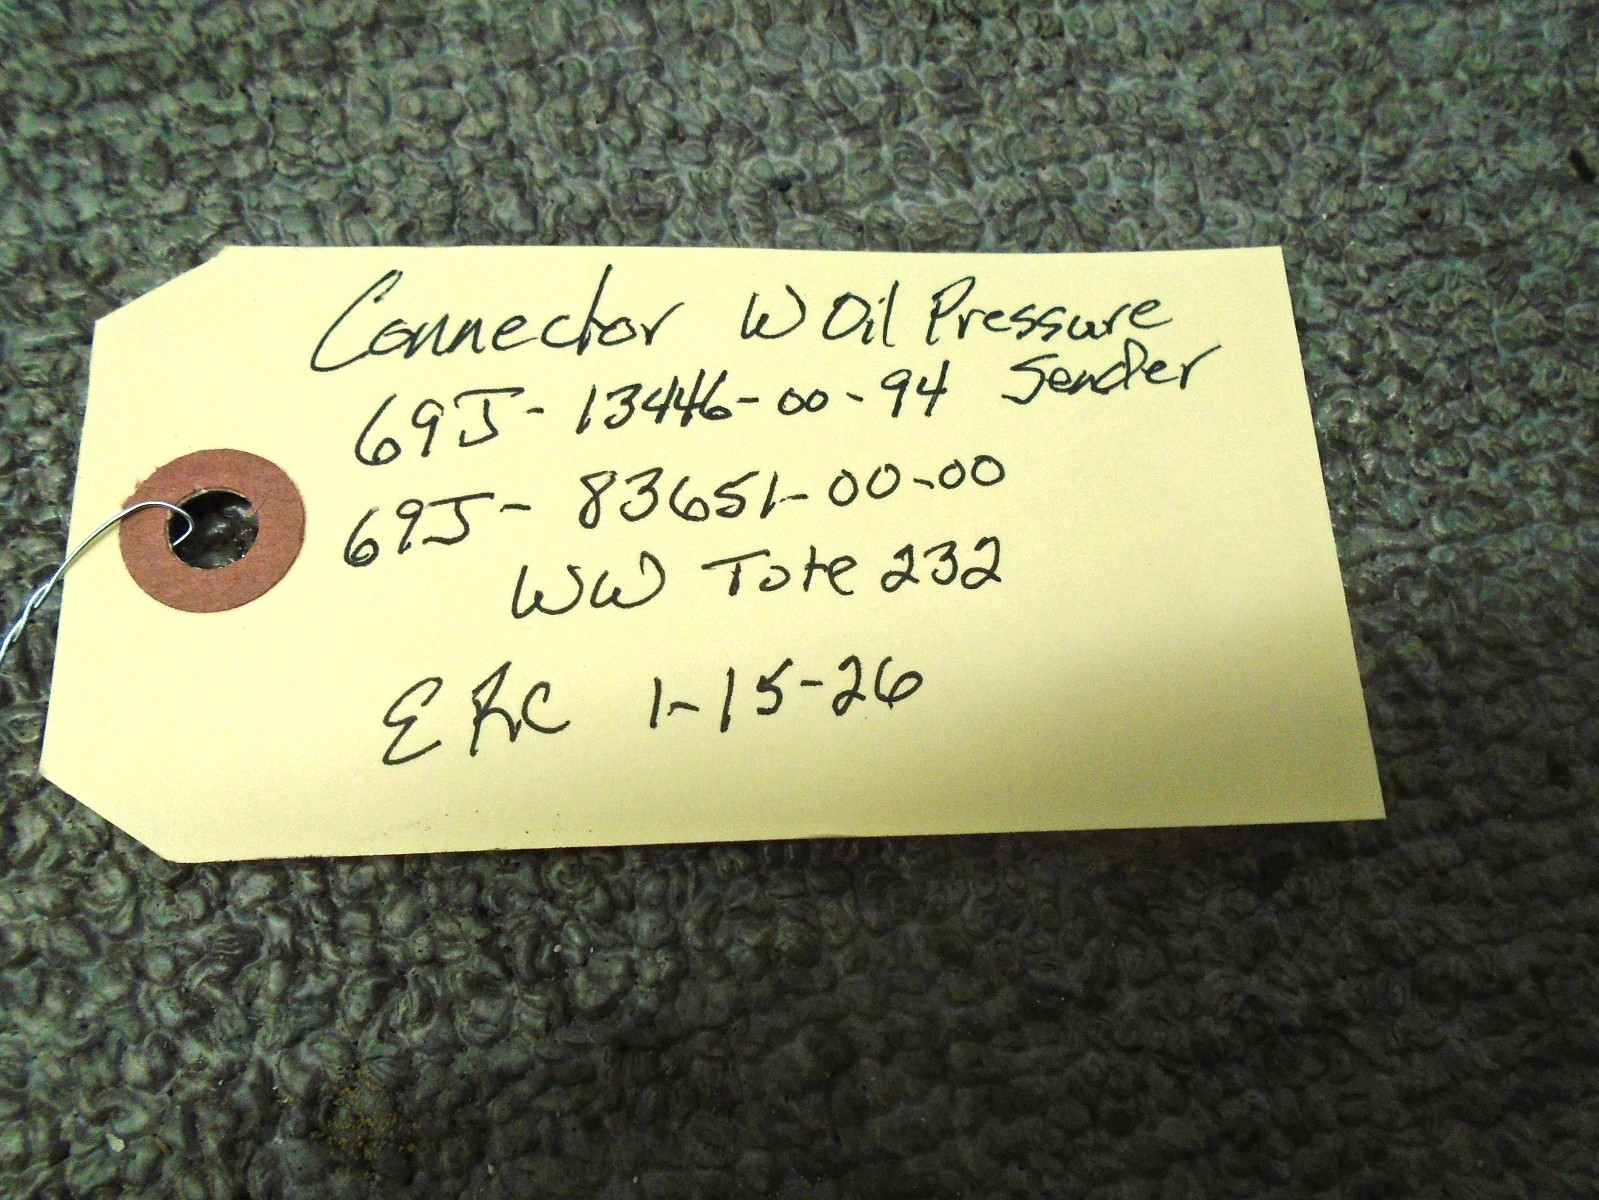 Connector W Oil Pressure
69J-13446-00-94 Sender
69J-83651-00-00
WW Tote 232
ERC 1-15-26